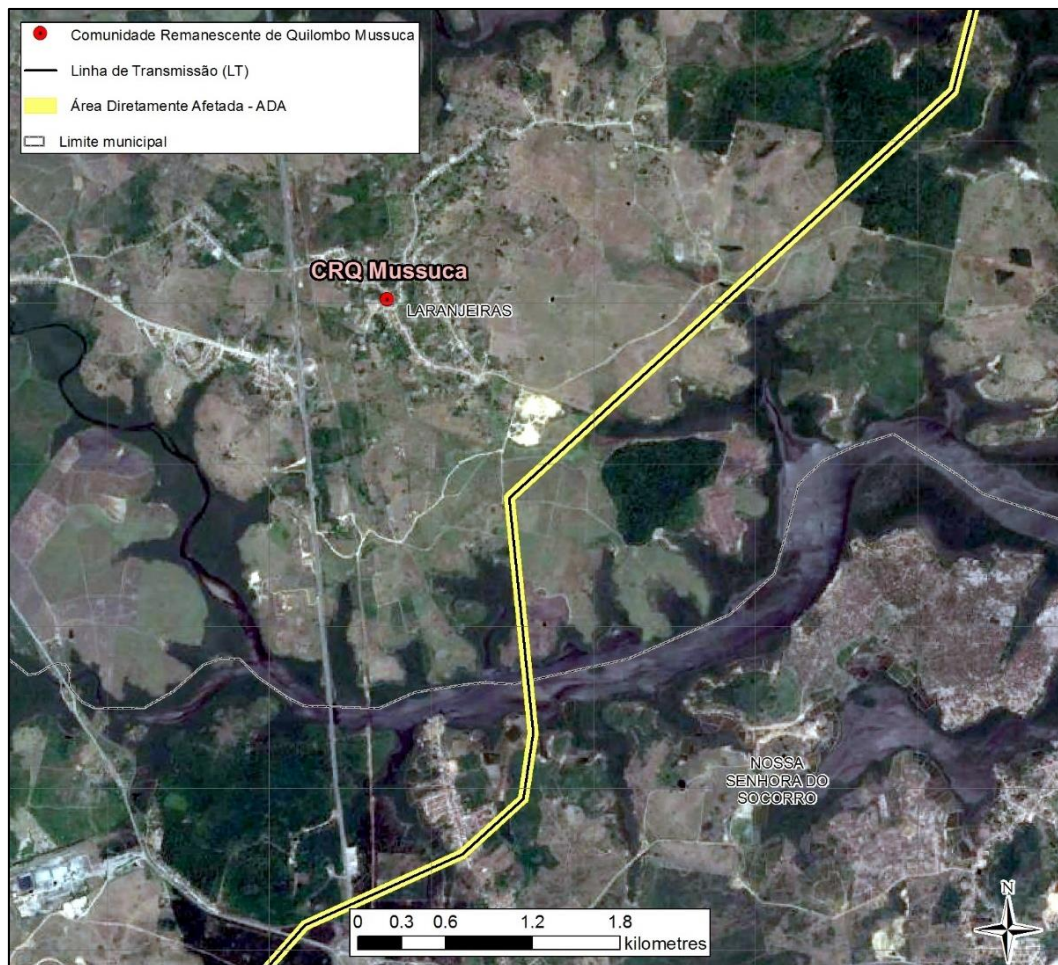 Comunidade Remanescente de Quilombo Mussuca
Linha de Transmissão (LT)
Área Diretamente Afetada - ADA
Limite municipal
CRQ Mussuca
LARANJEIRAS
NOSSA
SENHORA DO
SOCORRO
N
0 0.3 0.6 1.2 1.8
kilometres